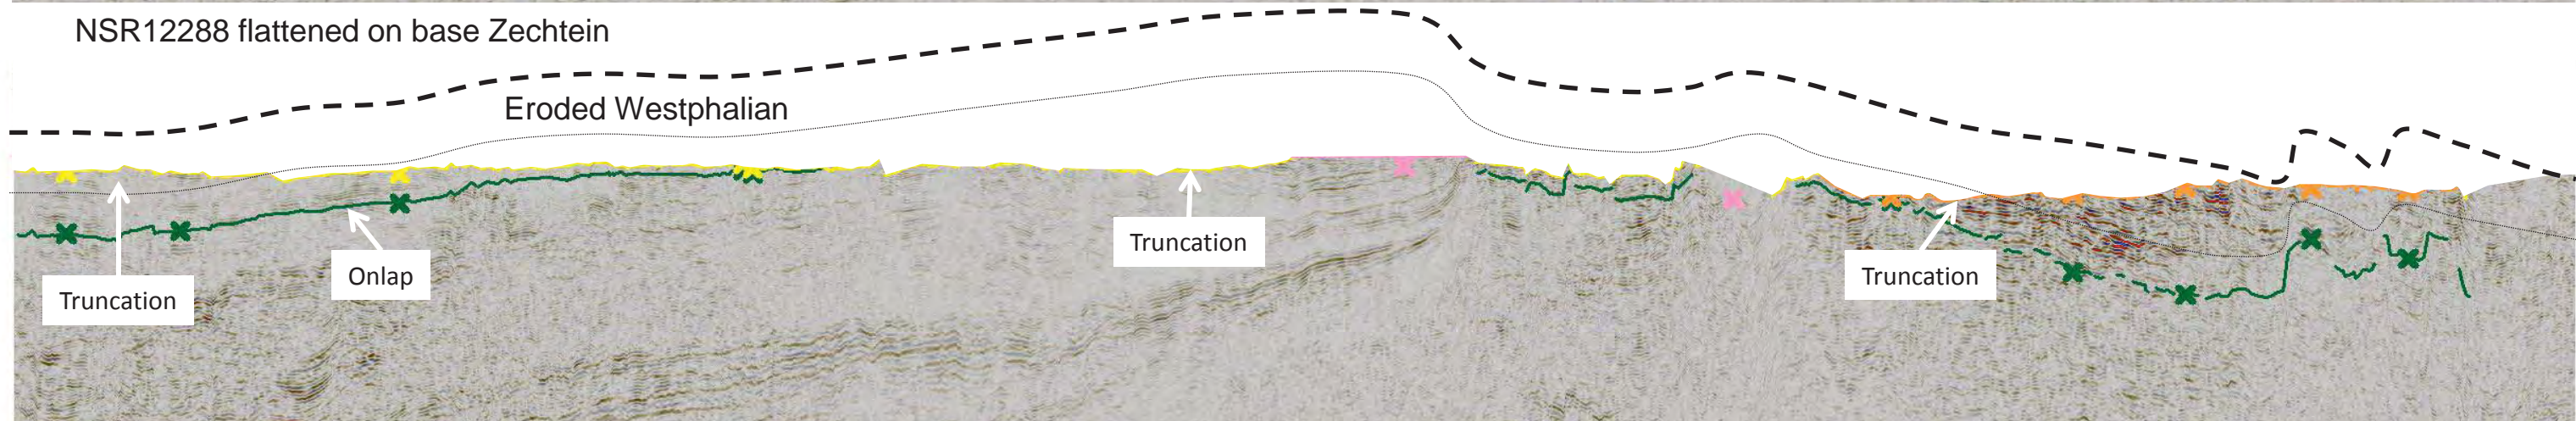 NSR12288 flattened on base Zechtein
Eroded Westphalian
Truncation
Onlap
Truncation
Truncation